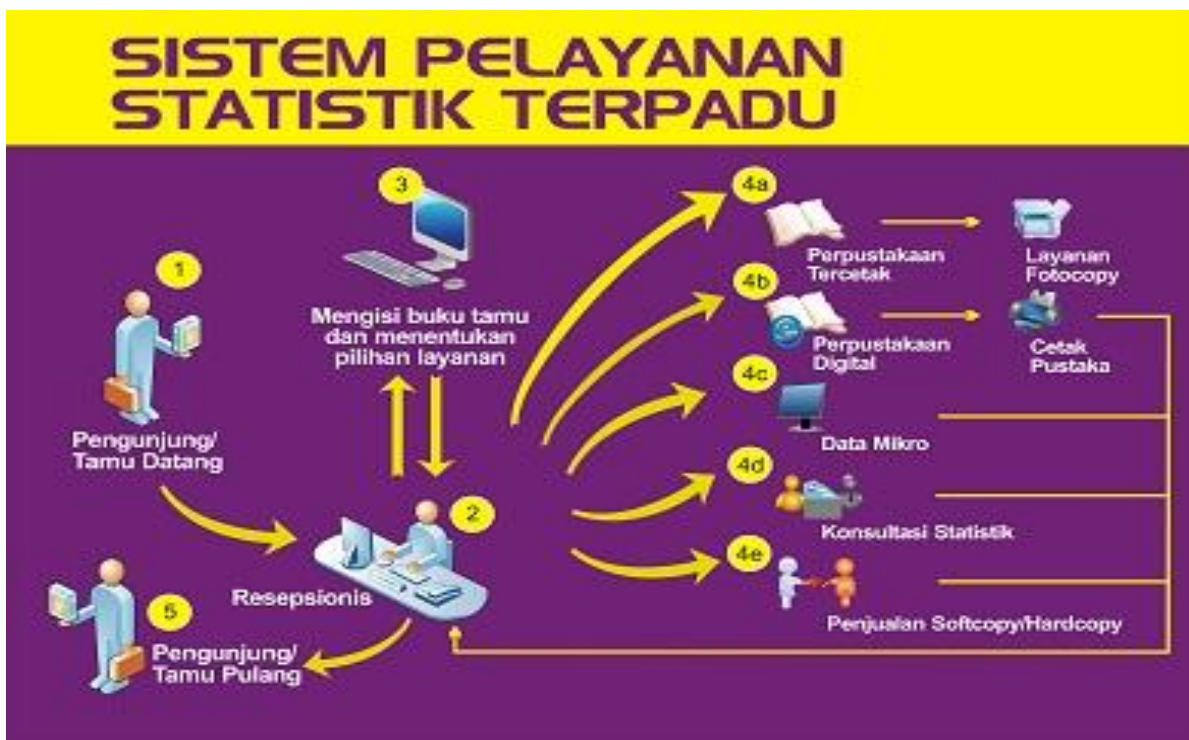 SISTEM PELAYANAN
STATISTIK TERPADU
1
Pengunjung/
Tamu Datang
2
Resepsionis
3
Mengisi buku tamu
dan menentukan
pilihan layanan
4a
Perpustakaan
Tercetak
Layanan
Fotocopy
4b
Perpustakaan
Digital
Cetak
Pustaka
4c
Data Mikro
4d
Konsultasi Statistik
4e
Penjualan Softcopy/Hardcopy
5
Pengunjung/
Tamu Pulang